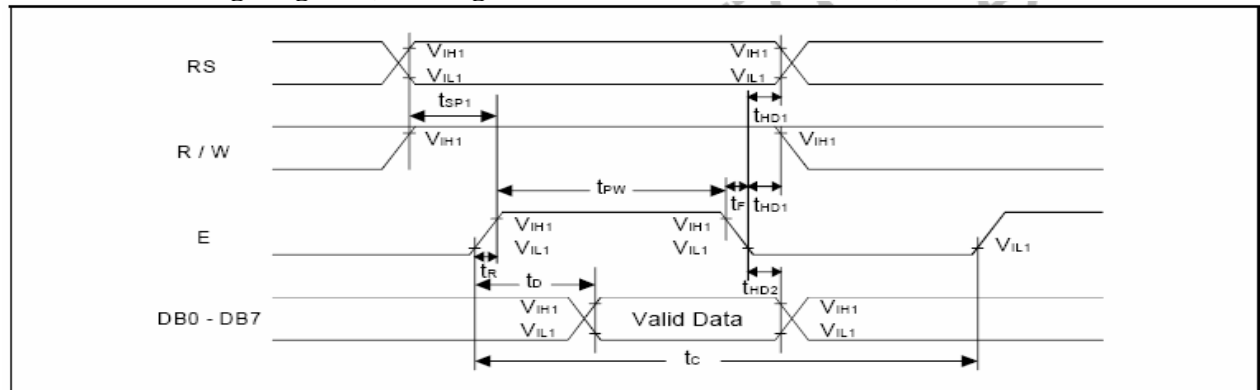 RS
VIH1
VIL1
VIH1
VIL1
tSP1
tHD1
R / W
VIH1
VIH1
tPW
tF
tHD1
E
VIH1
VIL1
VIH1
VIL1
VIL1
tR
tD
tHD2
DB0 - DB7
VIH1
VIL1
Valid Data
VIH1
VIL1
tC